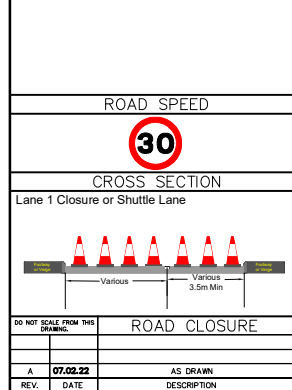 ROAD SPEED
30
CROSS SECTION
Lane 1 Closure or Shuttle Lane
Footway
or Verge
Footway
or Verge
Various
Various
3.5m Min
DO NOT SCALE FROM THIS
DRAWING.
ROAD CLOSURE
A 07.02.22 AS DRAWN
REV. DATE DESCRIPTION